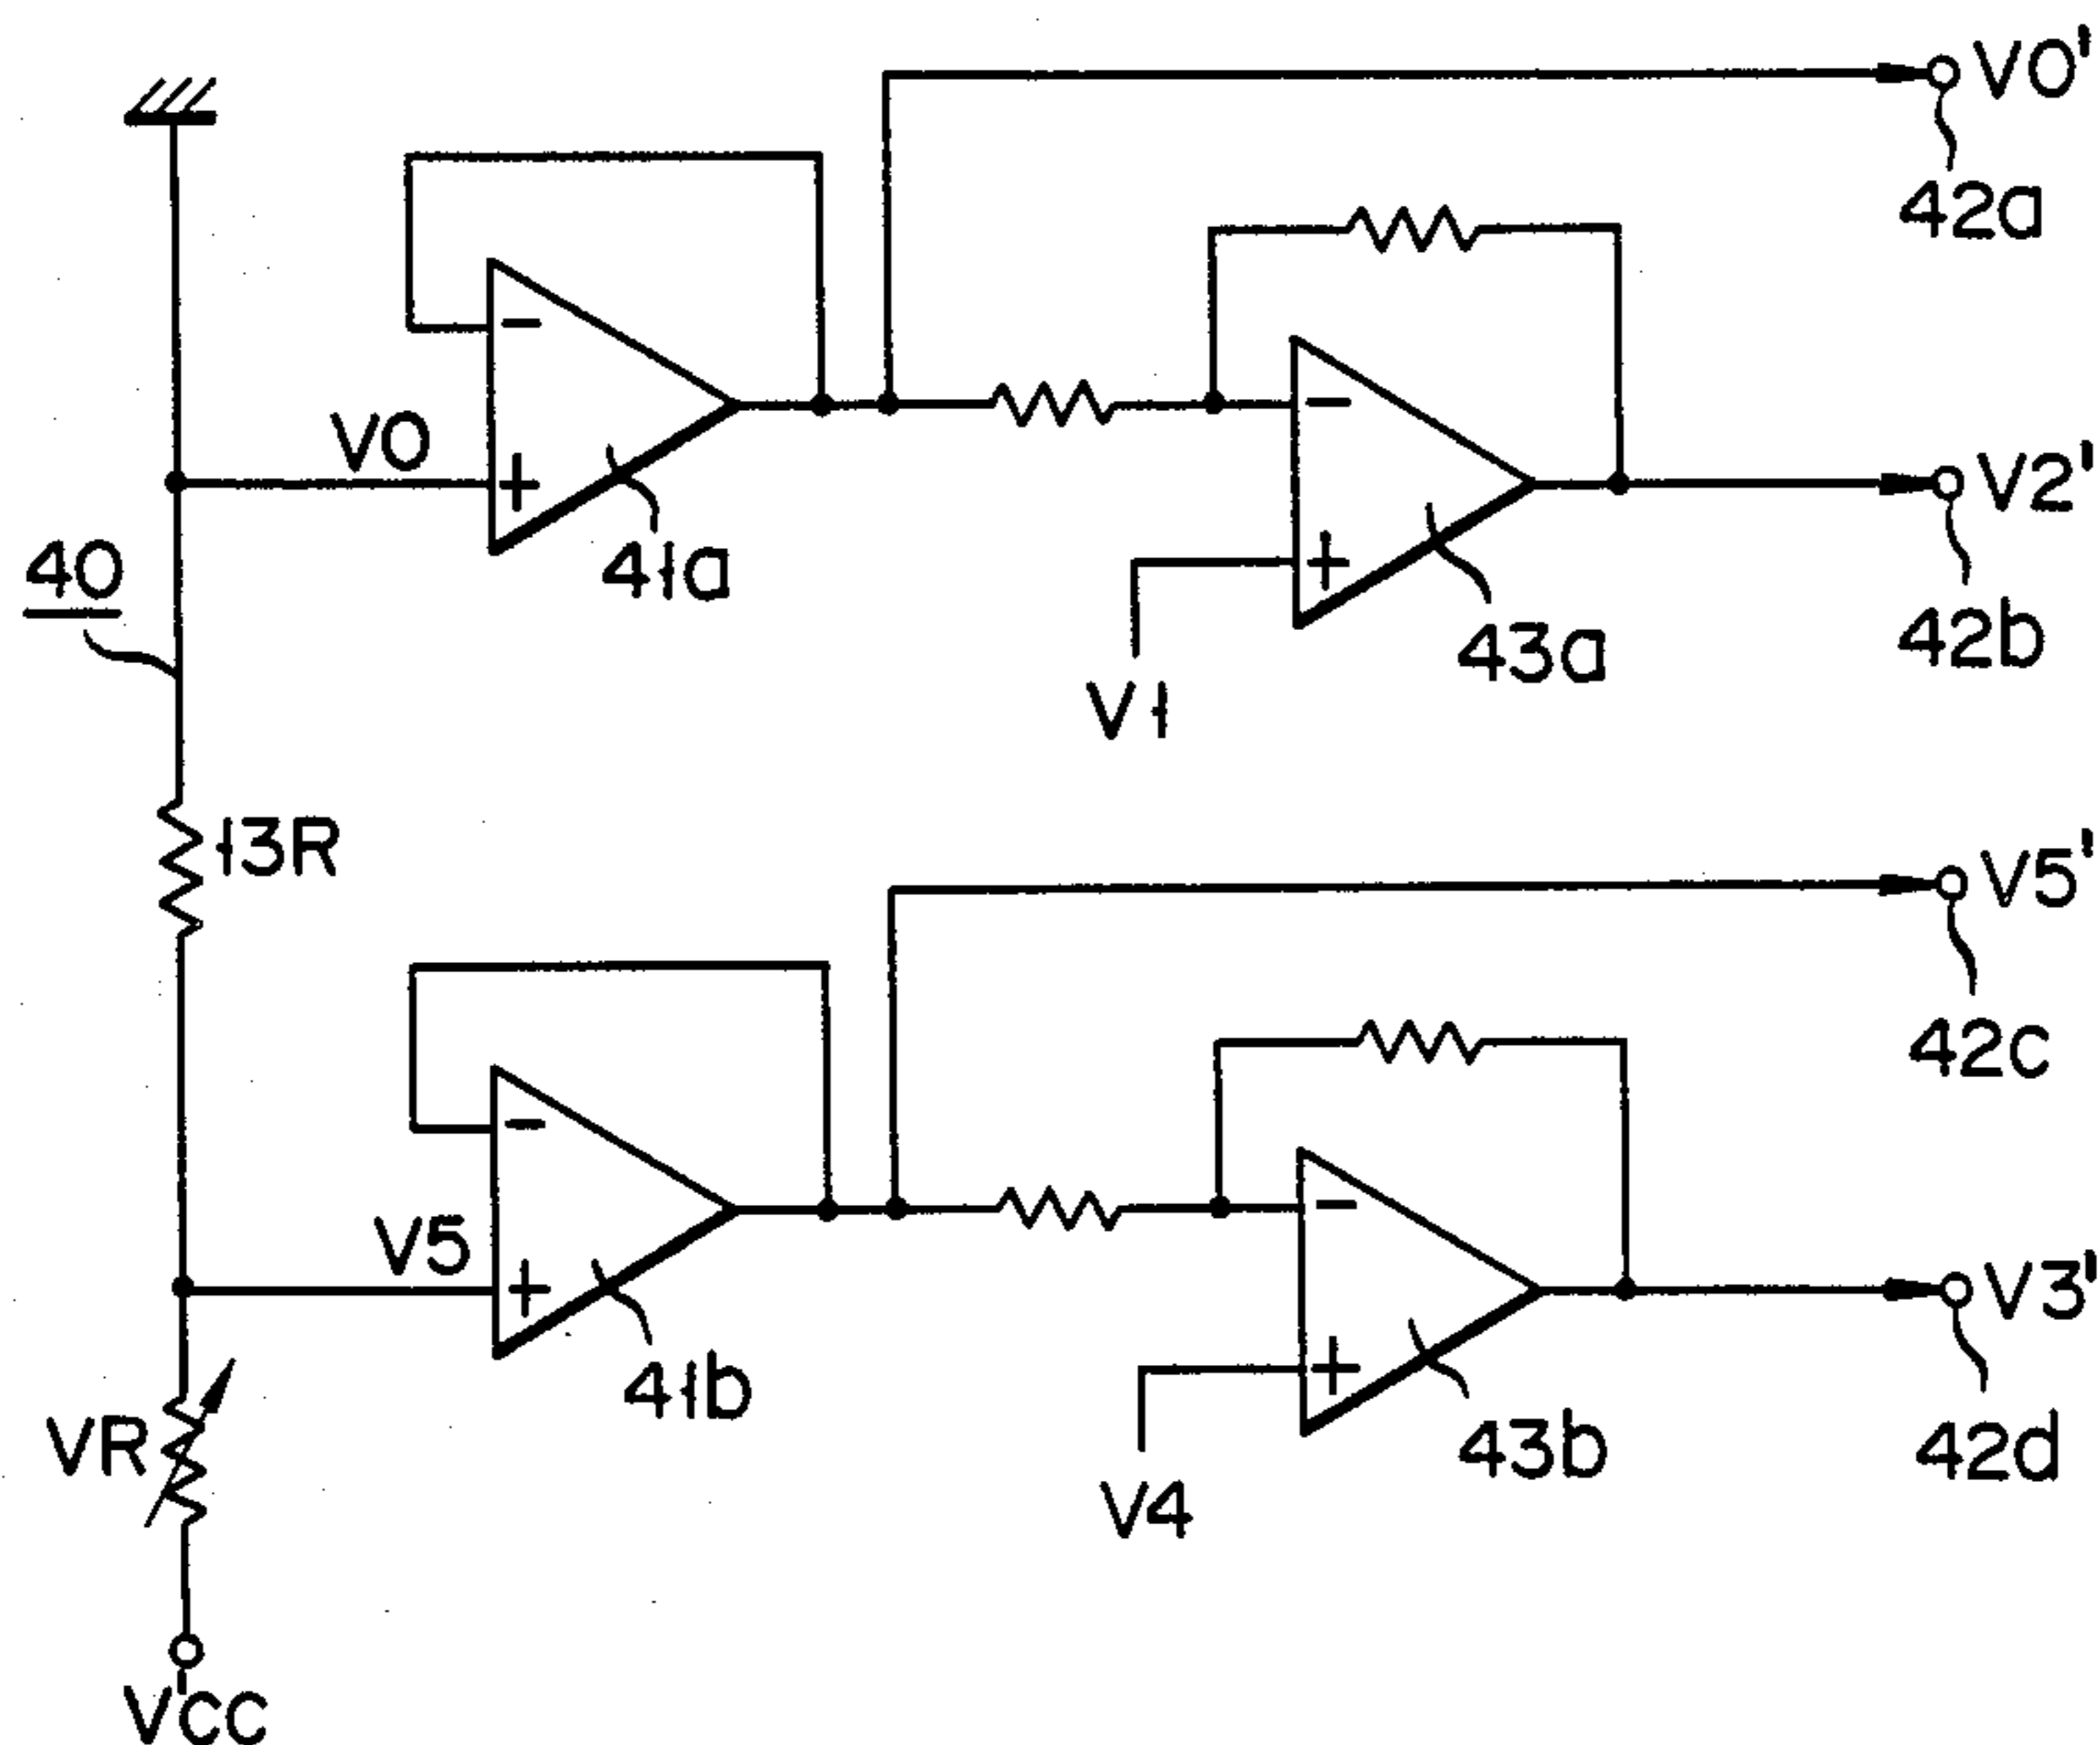 V0'
42a
-
V0
+
41a
40
-
+
43a
V1
V2'
42b
13R
V5'
42c
-
V5
+
41b
-
+
43b
V4
V3'
42d
VR
V'CC